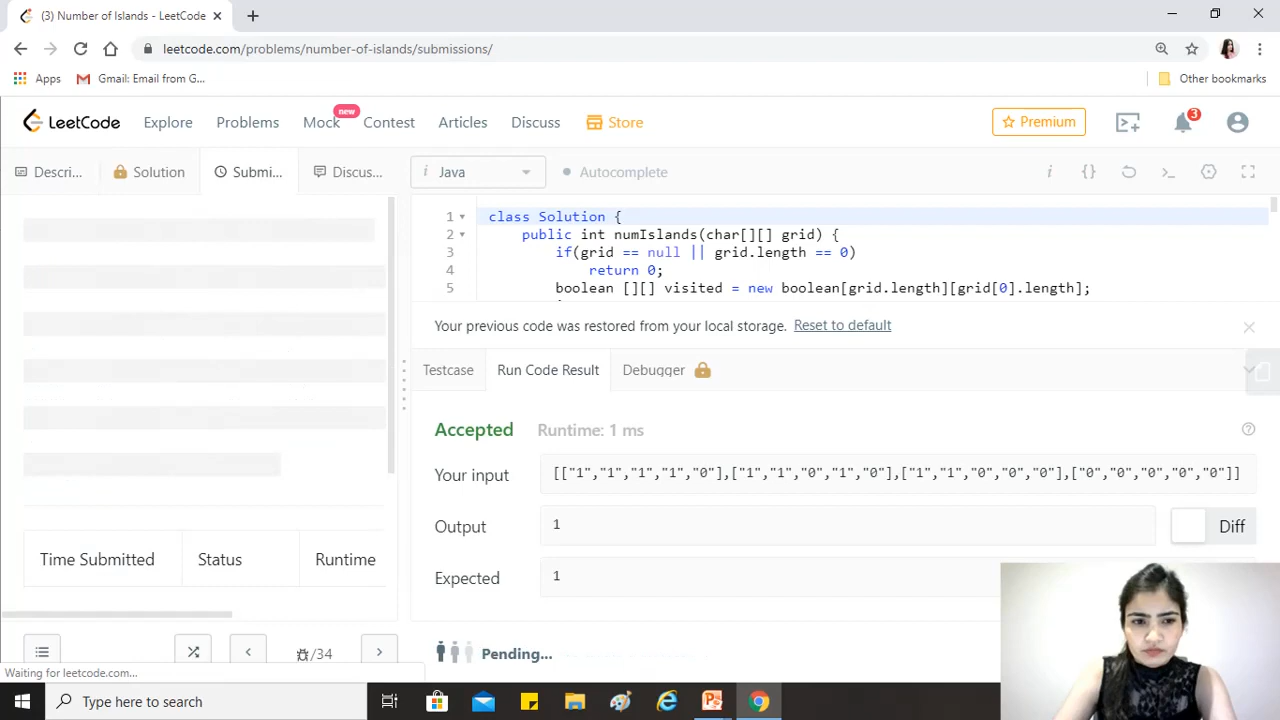 (3) Number of Islands - LeetCode
leetcode.com/problems/number-of-islands/submissions/
Apps
Gmail: Email from G...
Other bookmarks
LeetCode
Explore
Problems
Mock
new
Contest
Articles
Discuss
Store
Premium
3
Descri...
Solution
Submi...
Discus...
i
Java
Autocomplete
i
{}
>_
1
class Solution {
2
public int numIslands(char[][] grid) {
3
if(grid == null || grid.length == 0)
4
return 0;
5
boolean [][] visited = new boolean[grid.length][grid[0].length];
Your previous code was restored from your local storage. Reset to default
Testcase
Run Code Result
Debugger
Accepted
Runtime: 1 ms
Your input
[["1","1","1","1","0"],["1","1","0","1","0"],["1","1","0","0","0"],["0","0","0","0","0"]]
Output
1
Diff
Expected
1
Time Submitted
Status
Runtime
/34
Pending...
Waiting for leetcode.com...
Type here to search